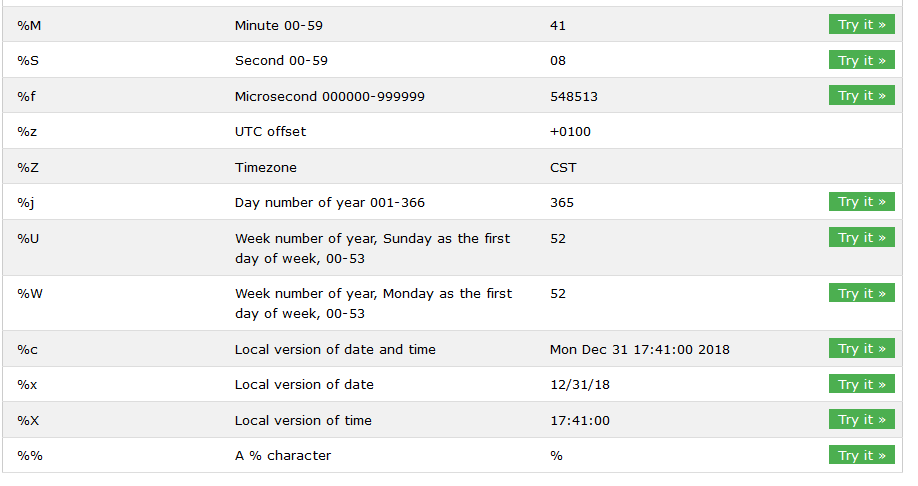 %M Minute 00-59 41 Try it »
%S Second 00-59 08 Try it »
%f Microsecond 000000-999999 548513 Try it »
%z UTC offset +0100
%Z Timezone CST
%j Day number of year 001-366 365 Try it »
%U Week number of year, Sunday as the first 52 Try it »
day of week, 00-53
%W Week number of year, Monday as the first 52 Try it »
day of week, 00-53
%c Local version of date and time Mon Dec 31 17:41:00 2018 Try it »
%x Local version of date 12/31/18 Try it »
%X Local version of time 17:41:00 Try it »
%% A % character % Try it »